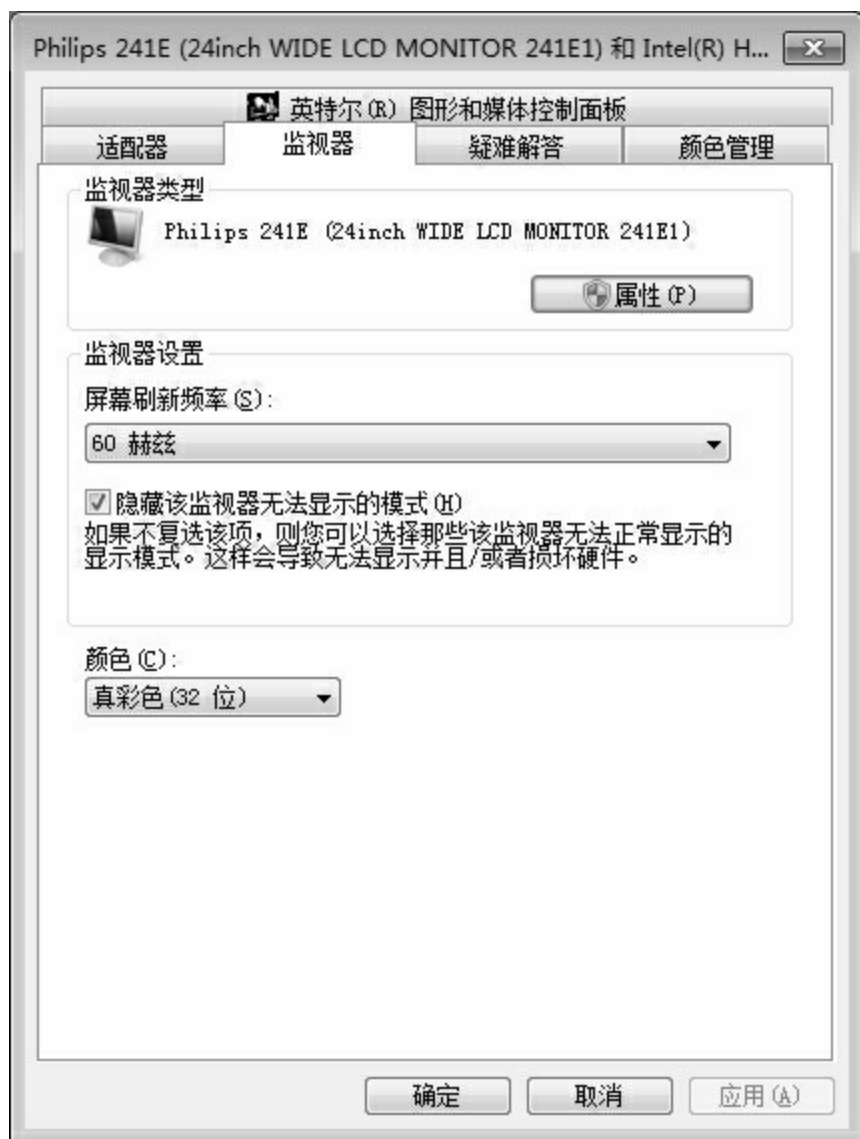 Philips 241E (24inch WIDE LCD MONITOR 241E1) 和 Intel(R) H...
英特尔(R) 图形和媒体控制面板
适配器 监视器 疑难解答 颜色管理
监视器类型
Philips 241E (24inch WIDE LCD MONITOR 241E1)
属性(P)
监视器设置
屏幕刷新频率(S):
60 赫兹
隐藏该监视器无法显示的模式(H)
如果不复选该项，则您可以选择那些该监视器无法正常显示的
显示模式。这样会导致无法显示并且/或者损坏硬件。
颜色(C):
真彩色(32 位)
确定 取消 应用(A)